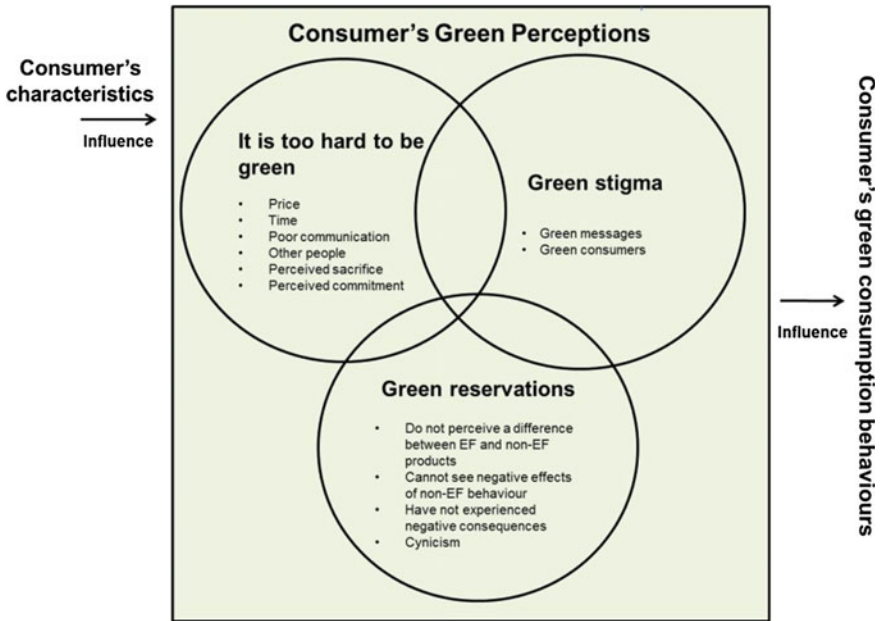 Consumer's Green Perceptions
Consumer's
characteristics
Influence
It is too hard to be
green
• Price
• Time
• Poor communication
• Other people
• Perceived sacrifice
• Perceived commitment
Green stigma
• Green messages
• Green consumers
Green reservations
• Do not perceive a difference
between EF and non-EF
products
• Cannot see negative effects
of non-EF behaviour
• Have not experienced
negative consequences
• Cynicism
Influence
Consumer's green consumption behaviours